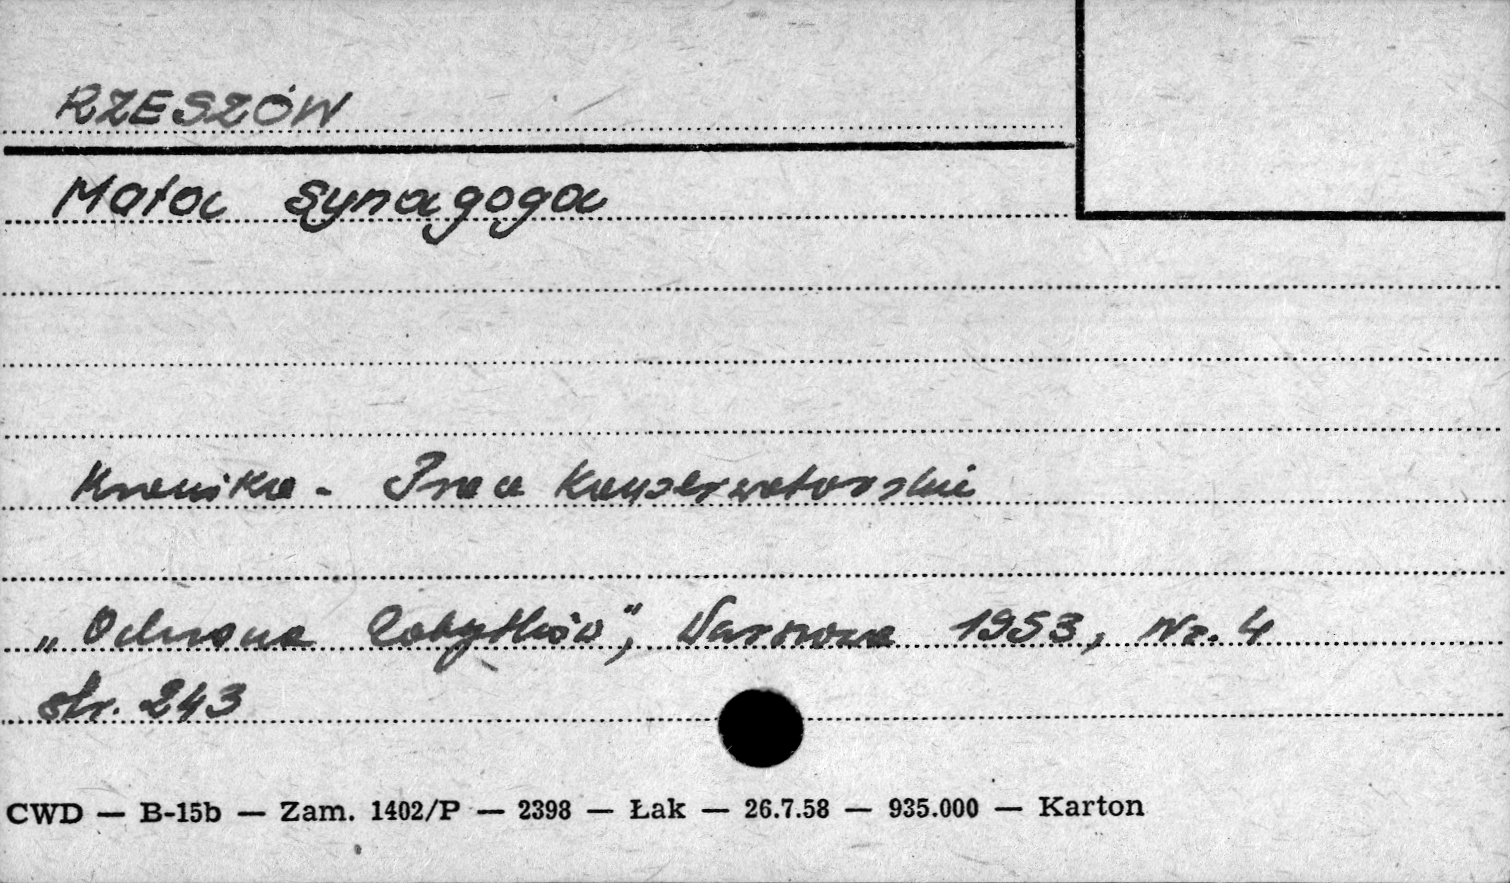 RZESZÓW
Mała Synagoga
Kronika - Prace konserwatorskie
„Ochrona Zabytków”, Warszawa 1953, Nr. 4
str. 243
CWD — B-15b — Zam. 1402/P — 2398 — Łak — 26.7.58 — 935.000 — Karton